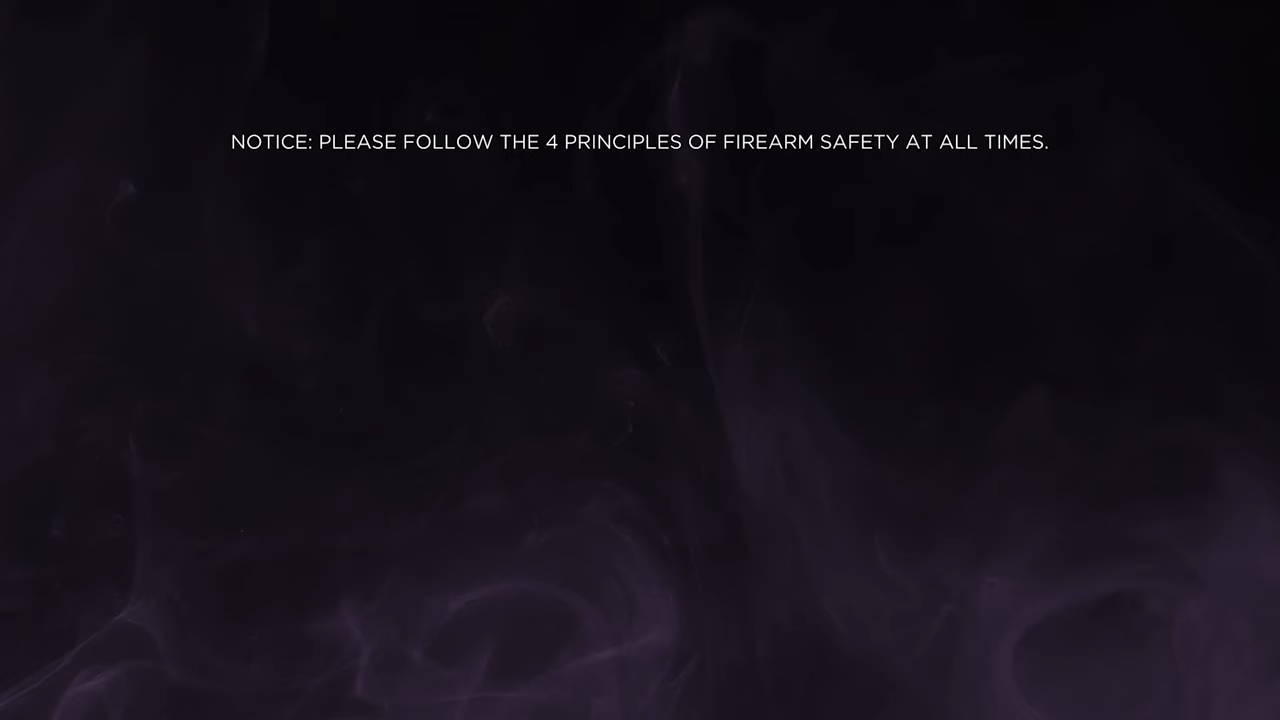 NOTICE: PLEASE FOLLOW THE 4 PRINCIPLES OF FIREARM SAFETY AT ALL TIMES.